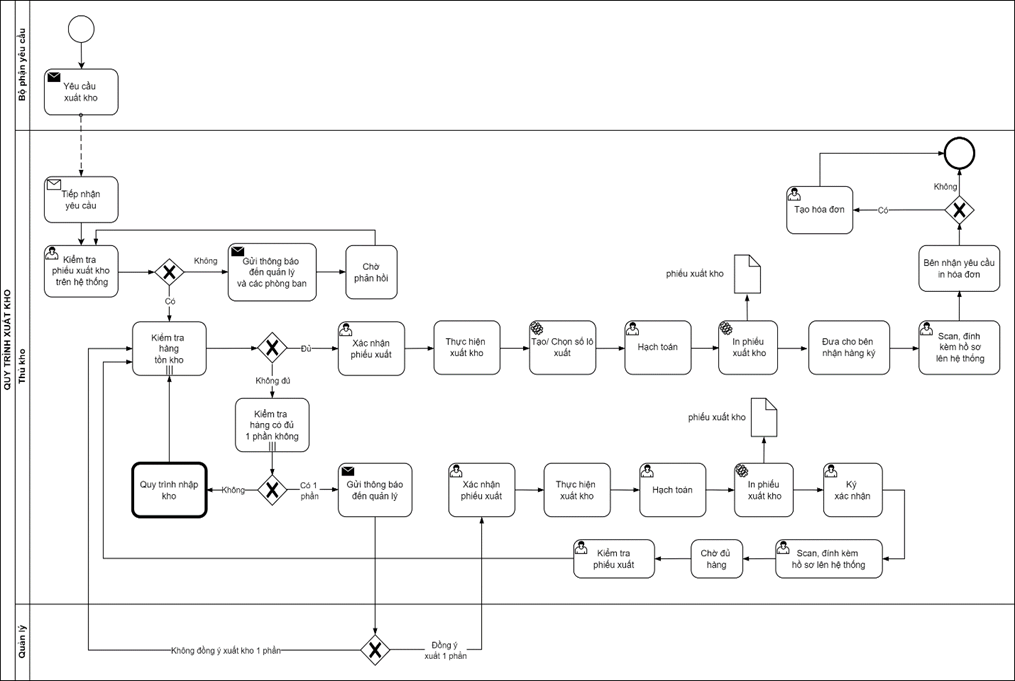 QUY TRÌNH XUẤT KHO
Bộ phận yêu cầu
Yêu cầu
xuất kho
Thủ kho
Tiếp nhận
yêu cầu
Kiểm tra
phiếu xuất kho
trên hệ thống
Không
Gửi thông báo
đến quản lý
và các phòng ban
Chờ
phản hồi
Có
Kiểm tra
hàng
tồn kho
Đủ
Xác nhận
phiếu xuất
Thực hiện
xuất kho
Tạo/ Chọn số lô
xuất
Hạch toán
In phiếu
xuất kho
phiếu xuất kho
Đưa cho bên
nhận hàng ký
Scan, đính
kèm hồ sơ
lên hệ thống
Bên nhận yêu cầu
in hóa đơn
Có
Không
Tạo hóa đơn
Không đủ
Kiểm tra
hàng có đủ
1 phần không
Không
Quy trình nhập
kho
Có 1
phần
Gửi thông báo
đến quản lý
Xác nhận
phiếu xuất
Thực hiện
xuất kho
Hạch toán
In phiếu
xuất kho
phiếu xuất kho
Ký
xác nhận
Scan, đính kèm
hồ sơ lên hệ thống
Chờ đủ
hàng
Kiểm tra
phiếu xuất
Quản lý
Không đồng ý xuất kho 1 phần
Đồng ý
xuất 1 phần